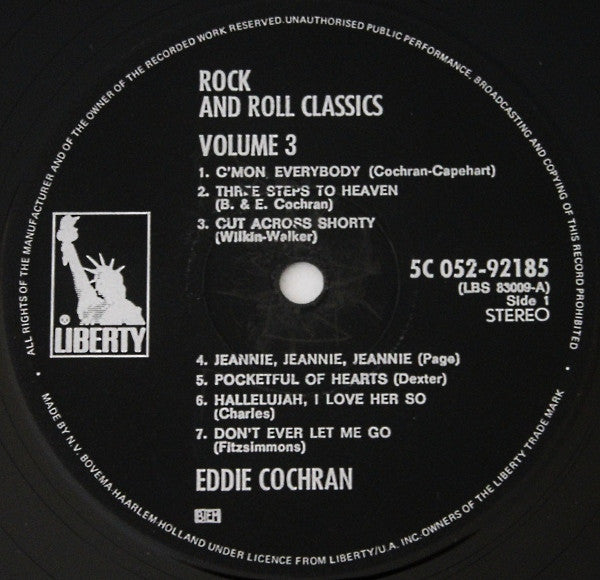 ALL RIGHTS OF THE MANUFACTURER AND OF THE OWNER OF THE RECORDED WORK RESERVED. UNAUTHORISED PUBLIC PERFORMANCE, BROADCASTING AND COPYING OF THIS RECORD PROHIBITED
ROCK
AND ROLL CLASSICS
VOLUME 3
1. C'MON EVERYBODY (Cochran-Capehart)
2. THREE STEPS TO HEAVEN
(B. & E. Cochran)
3. CUT ACROSS SHORTY
(Wilkin-Walker)
LIBERTY
5C 052-92185
(LBS 83009-A)
Side 1
STEREO
4. JEANNIE, JEANNIE, JEANNIE (Page)
5. POCKETFUL OF HEARTS (Dexter)
6. HALLELUJAH, I LOVE HER SO
(Charles)
7. DON'T EVER LET ME GO
(Fitzsimmons)
EDDIE COCHRAN
BIEM
• MADE BY N.V. BOVEMA-HAARLEM-HOLLAND UNDER LICENCE FROM LIBERTY/U.A. INC. OWNERS OF THE LIBERTY TRADE MARK •